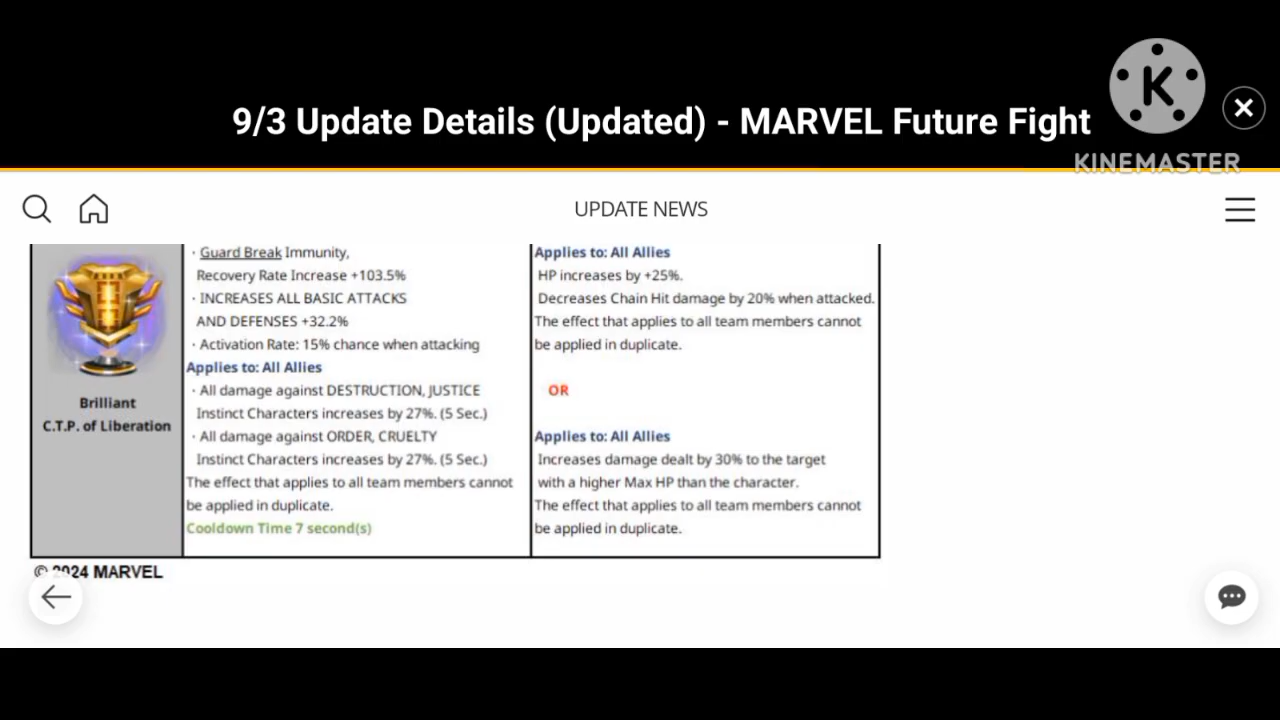 9/3 Update Details (Updated) - MARVEL Future Fight
K
KINEMASTER
UPDATE NEWS
Brilliant
C.T.P. of Liberation
· Guard Break Immunity,
Recovery Rate Increase +103.5%
· INCREASES ALL BASIC ATTACKS
AND DEFENSES +32.2%
· Activation Rate: 15% chance when attacking
Applies to: All Allies
· All damage against DESTRUCTION, JUSTICE
Instinct Characters increases by 27%. (5 Sec.)
· All damage against ORDER, CRUELTY
Instinct Characters increases by 27%. (5 Sec.)
The effect that applies to all team members cannot
be applied in duplicate.
Cooldown Time 7 second(s)
Applies to: All Allies
HP increases by +25%.
Decreases Chain Hit damage by 20% when attacked.
The effect that applies to all team members cannot
be applied in duplicate.
OR
Applies to: All Allies
Increases damage dealt by 30% to the target
with a higher Max HP than the character.
The effect that applies to all team members cannot
be applied in duplicate.
© 2024 MARVEL